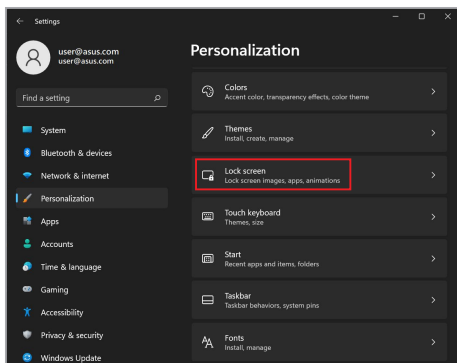 Settings
user@asus.com
user@asus.com
Find a setting
System
Bluetooth & devices
Network & internet
Personalization
Apps
Accounts
Time & language
Gaming
Accessibility
Privacy & security
Windows Update
Personalization
Colors
Accent color, transparency effects, color theme
Themes
Install, create, manage
Lock screen
Lock screen images, apps, animations
Touch keyboard
Themes, size
Start
Recent apps and items, folders
Taskbar
Taskbar behaviors, system pins
Fonts
Install, manage